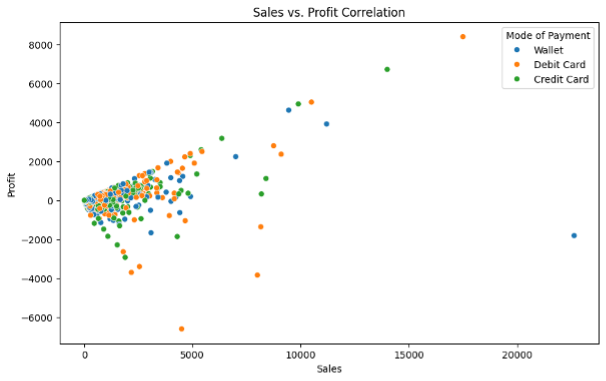 Sales vs. Profit Correlation
Mode of Payment
Wallet
Debit Card
Credit Card
8000
6000
4000
2000
0
−2000
−4000
−6000
Profit
0
5000
10000
15000
20000
Sales